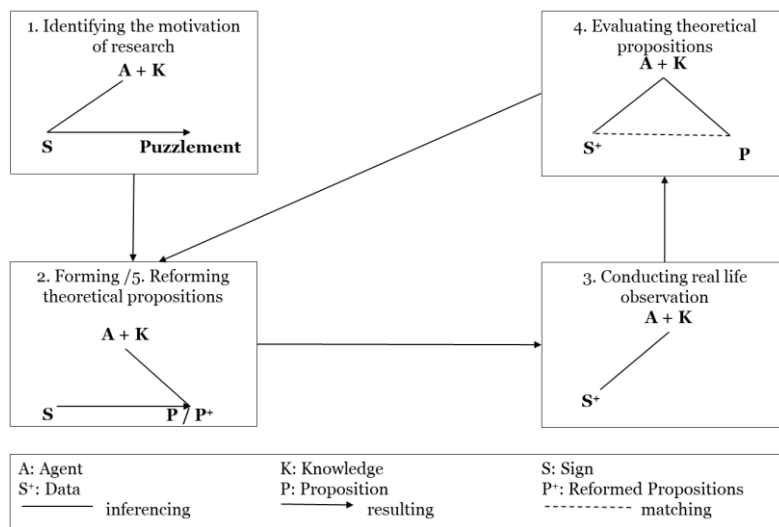 1. Identifying the motivation
of research
A + K
S
Puzzlement
4. Evaluating theoretical
propositions
A + K
S⁺
P
2. Forming /5. Reforming
theoretical propositions
A + K
S
P / P⁺
3. Conducting real life
observation
A + K
S⁺
A: Agent
K: Knowledge
S: Sign
S⁺: Data
P: Proposition
P⁺: Reformed Propositions
inferencing
resulting
matching